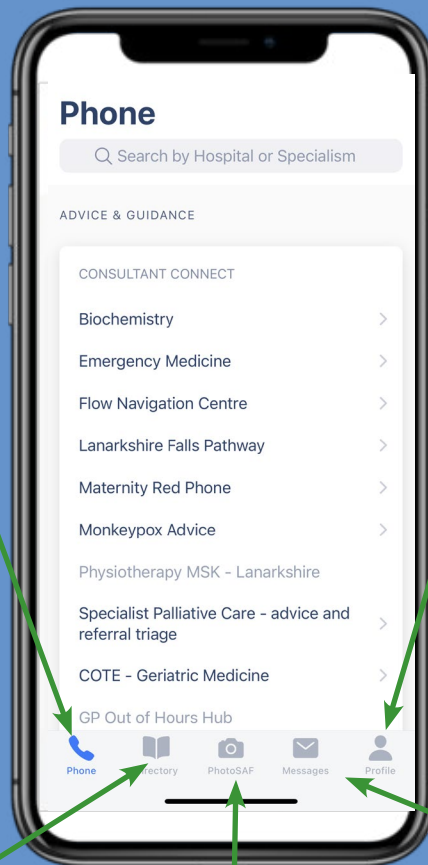 Phone
Search by Hospital or Specialism
ADVICE & GUIDANCE
CONSULTANT CONNECT
Biochemistry
Emergency Medicine
Flow Navigation Centre
Lanarkshire Falls Pathway
Maternity Red Phone
Monkeypox Advice
Physiotherapy MSK - Lanarkshire
Specialist Palliative Care - advice and
referral triage
COTE - Geriatric Medicine
GP Out of Hours Hub
Phone Directory PhotoSAF Messages Profile